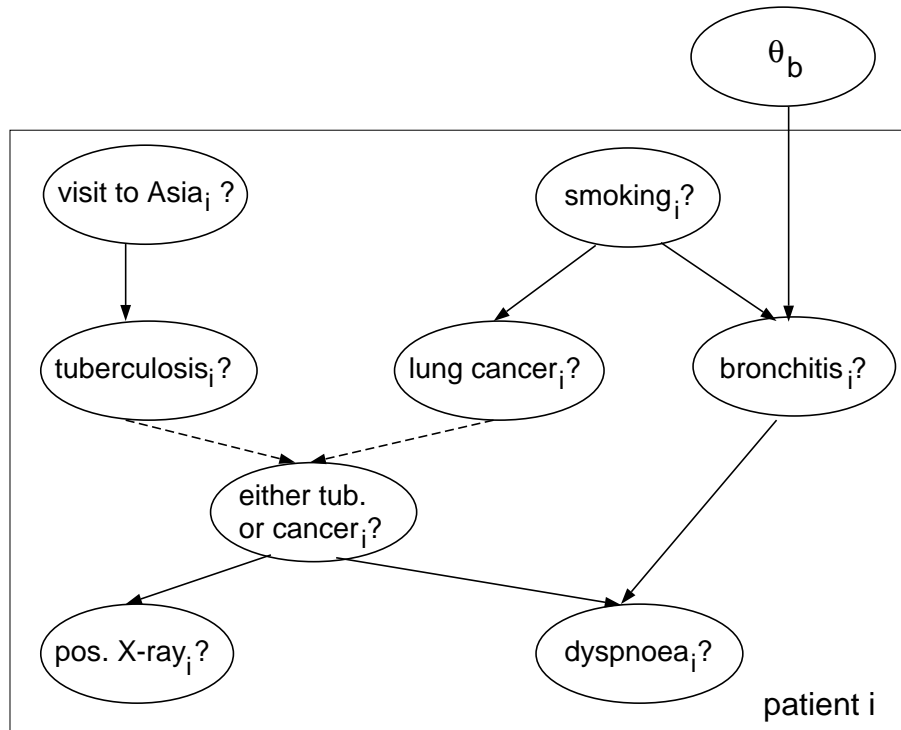 θb
visit to Asiai ?
smokingi?
tuberculosisi?
lung canceri?
bronchitisi?
either tub.
or canceri?
pos. X-rayi?
dyspnoeai?
patient i